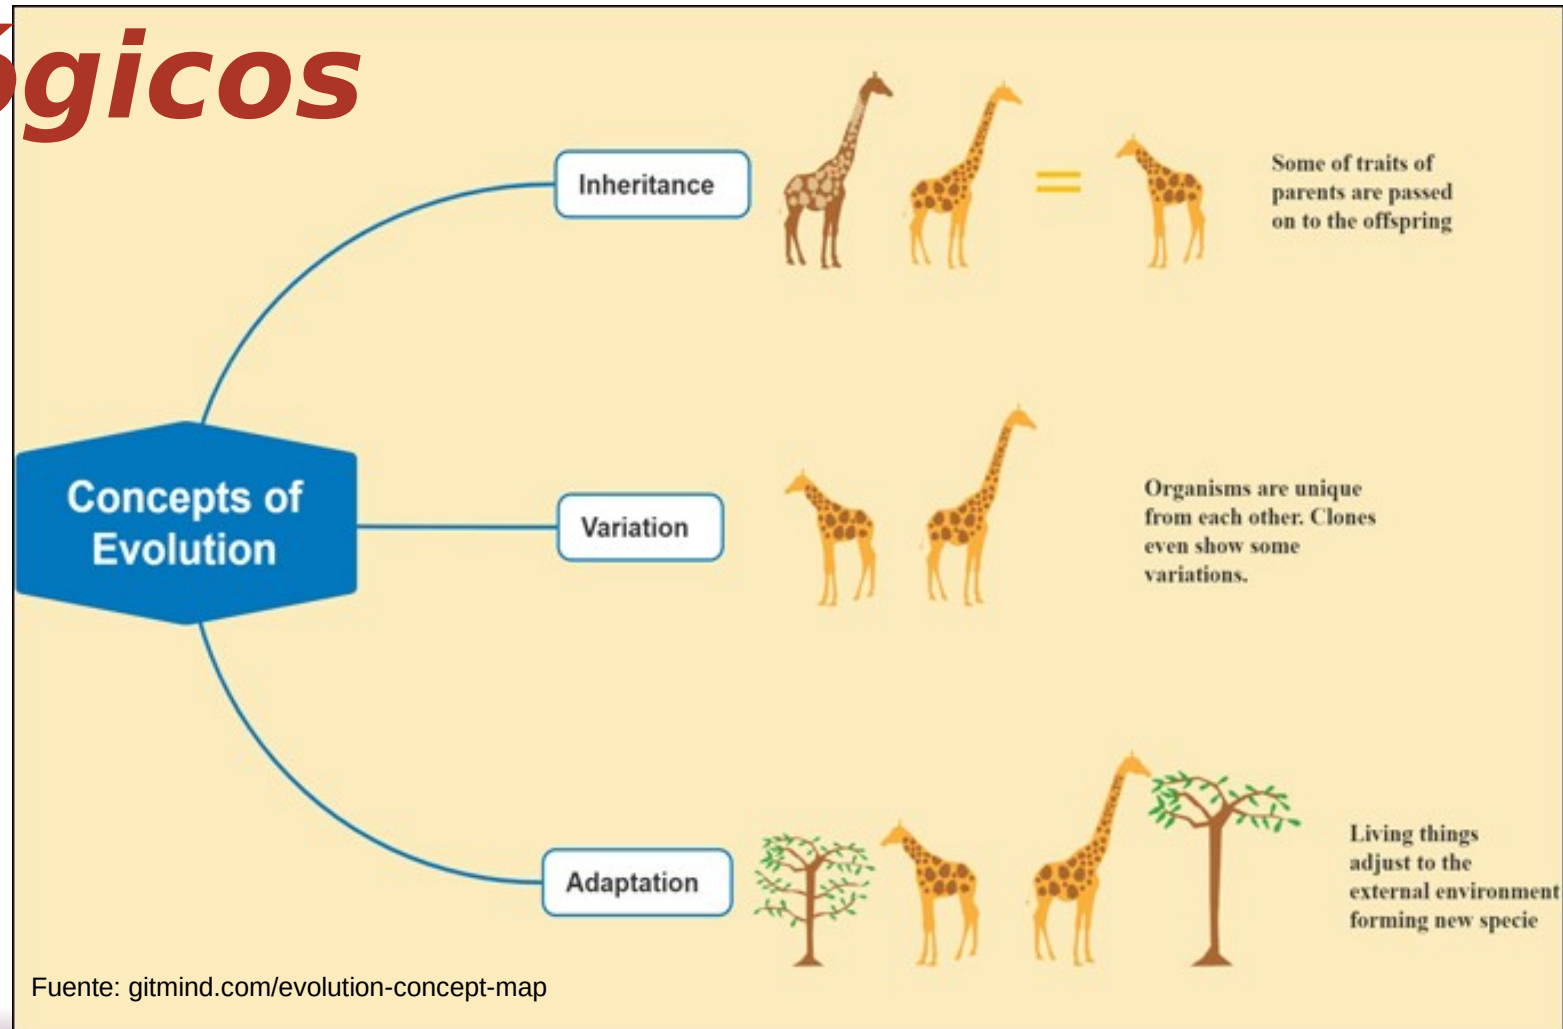 ógicos
Inheritance
Some of traits of
parents are passed
on to the offspring
Concepts of
Evolution
Variation
Organisms are unique
from each other. Clones
even show some
variations.
Adaptation
Living things
adjust to the
external environment
forming new specie
Fuente: gitmind.com/evolution-concept-map